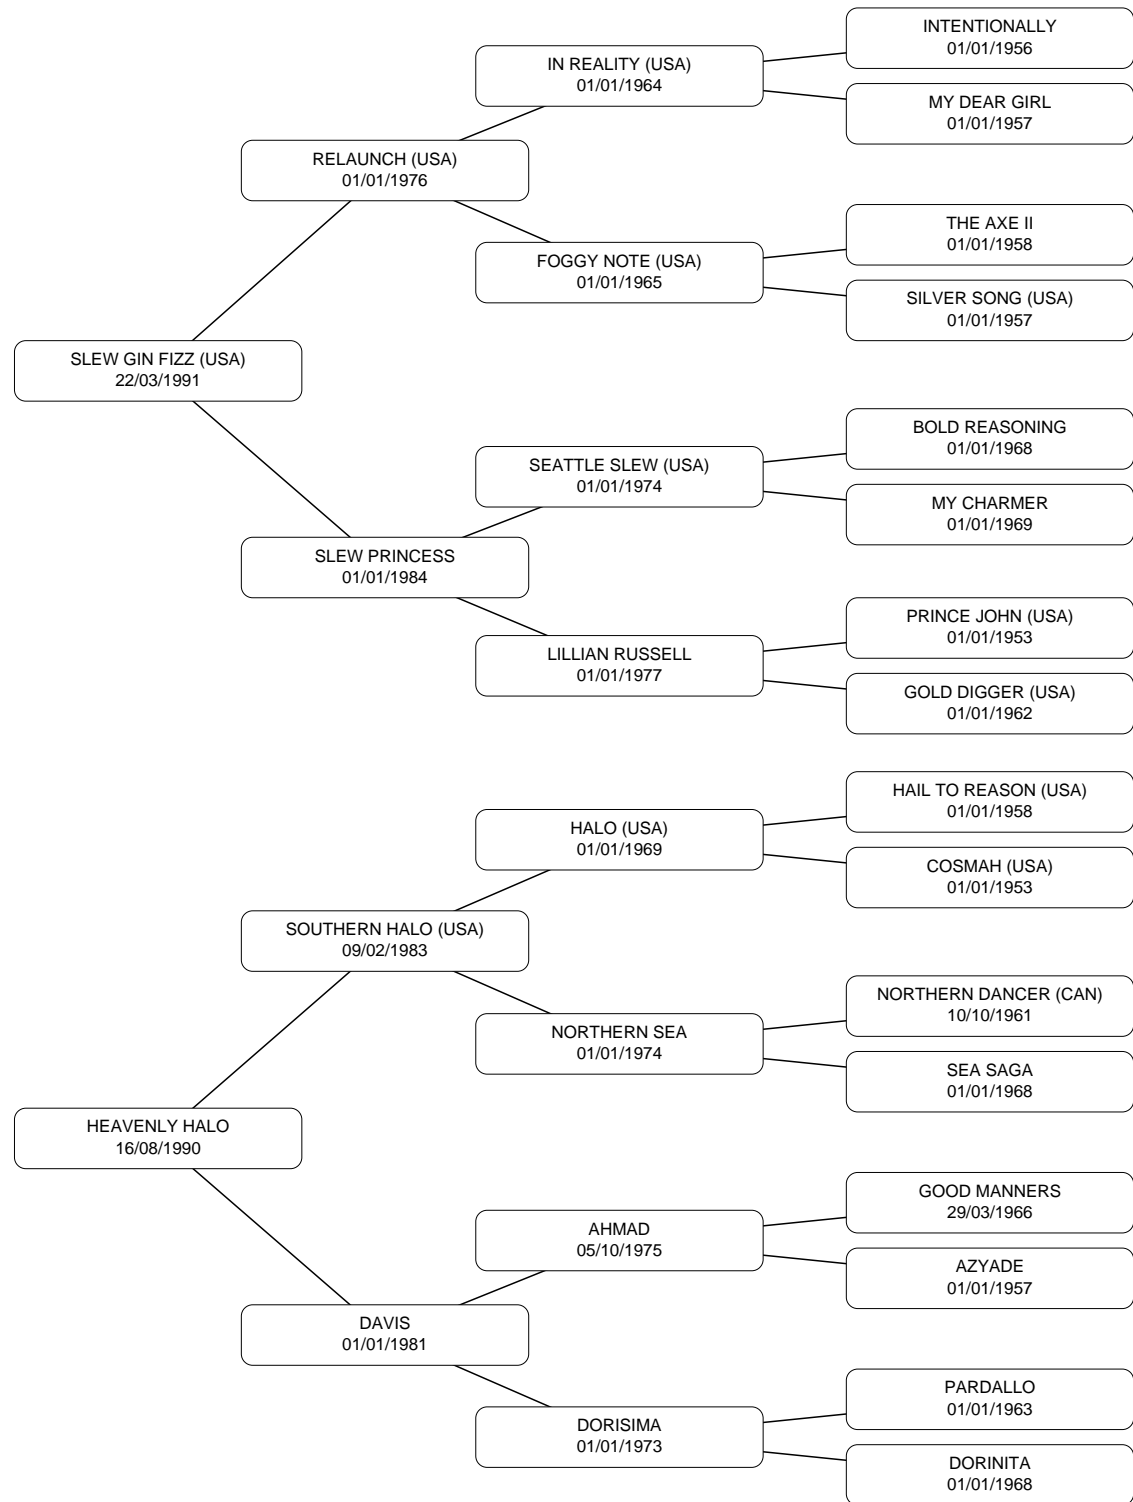 INTENTIONALLY
01/01/1956
IN REALITY (USA)
01/01/1964
MY DEAR GIRL
01/01/1957
RELAUNCH (USA)
01/01/1976
THE AXE II
01/01/1958
FOGGY NOTE (USA)
01/01/1965
SILVER SONG (USA)
01/01/1957
SLEW GIN FIZZ (USA)
22/03/1991
BOLD REASONING
01/01/1968
SEATTLE SLEW (USA)
01/01/1974
MY CHARMER
01/01/1969
SLEW PRINCESS
01/01/1984
PRINCE JOHN (USA)
01/01/1953
LILLIAN RUSSELL
01/01/1977
GOLD DIGGER (USA)
01/01/1962
HAIL TO REASON (USA)
01/01/1958
HALO (USA)
01/01/1969
COSMAH (USA)
01/01/1953
SOUTHERN HALO (USA)
09/02/1983
NORTHERN DANCER (CAN)
10/10/1961
NORTHERN SEA
01/01/1974
SEA SAGA
01/01/1968
HEAVENLY HALO
16/08/1990
GOOD MANNERS
29/03/1966
AHMAD
05/10/1975
AZYADE
01/01/1957
DAVIS
01/01/1981
PARDALLO
01/01/1963
DORISIMA
01/01/1973
DORINITA
01/01/1968